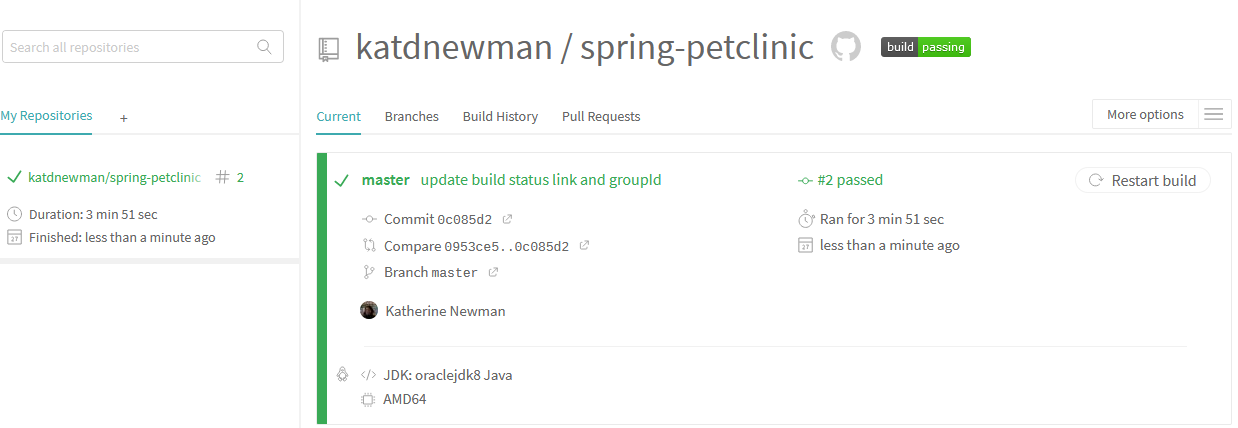 Search all repositories
katdnewman / spring-petclinic
build passing
My Repositories +
Current Branches Build History Pull Requests
More options
katdnewman/spring-petclinic # 2
Duration: 3 min 51 sec
Finished: less than a minute ago
master update build status link and groupId
#2 passed
Restart build
Commit 0c085d2
Ran for 3 min 51 sec
Compare 0953ce5..0c085d2
less than a minute ago
Branch master
Katherine Newman
JDK: oraclejdk8 Java
AMD64